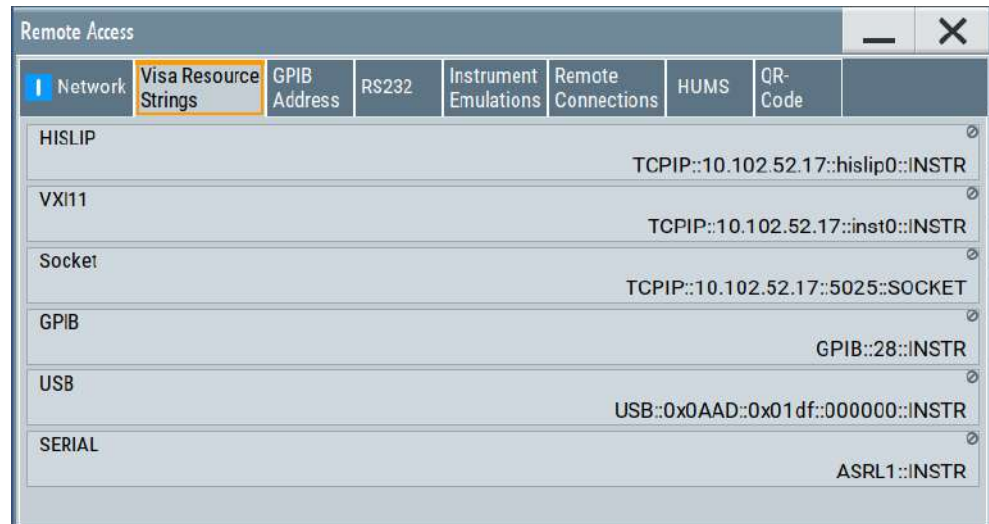 Remote Access
I Network
Visa Resource
Strings
GPIB
Address
RS232
Instrument
Emulations
Remote
Connections
HUMS
QR-
Code
HISLIP
TCPIP::10.102.52.17::hislip0::INSTR
VXI11
TCPIP::10.102.52.17::inst0::INSTR
Socket
TCPIP::10.102.52.17::5025::SOCKET
GPIB
GPIB::28::INSTR
USB
USB::0x0AAD::0x01df::000000::INSTR
SERIAL
ASRL1::INSTR